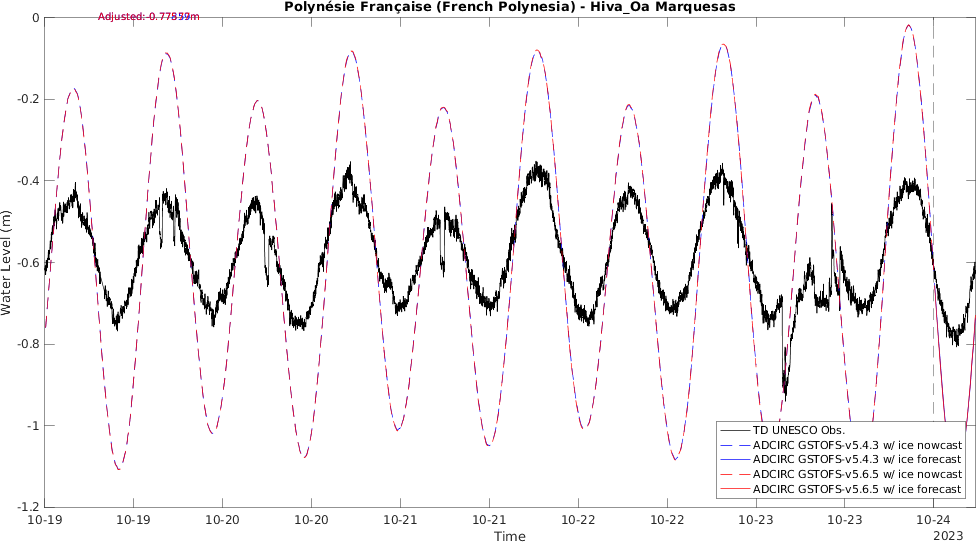 Polynésie Française (French Polynesia) - Hiva_Oa Marquesas
0
-0.2
-0.4
-0.6
-0.8
-1
-1.2
Water Level (m)
10-19
10-19
10-20
10-20
10-21
10-21
10-22
10-22
10-23
10-23
10-24
2023
Time
TD UNESCO Obs.
ADCIRC GSTOFS-v5.4.3 w/ ice nowcast
ADCIRC GSTOFS-v5.4.3 w/ ice forecast
ADCIRC GSTOFS-v5.6.5 w/ ice nowcast
ADCIRC GSTOFS-v5.6.5 w/ ice forecast